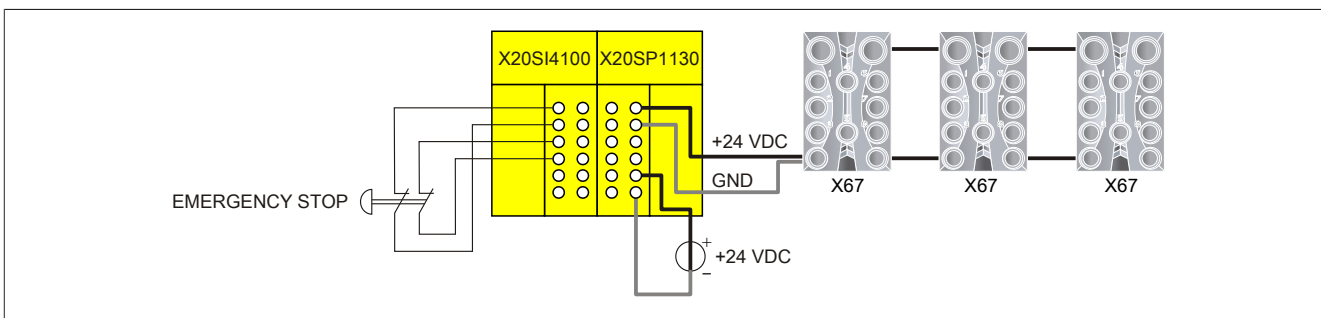 X20SI4100
X20SP1130
+24 VDC
GND
X67
X67
X67
EMERGENCY STOP
+
+24 VDC
–